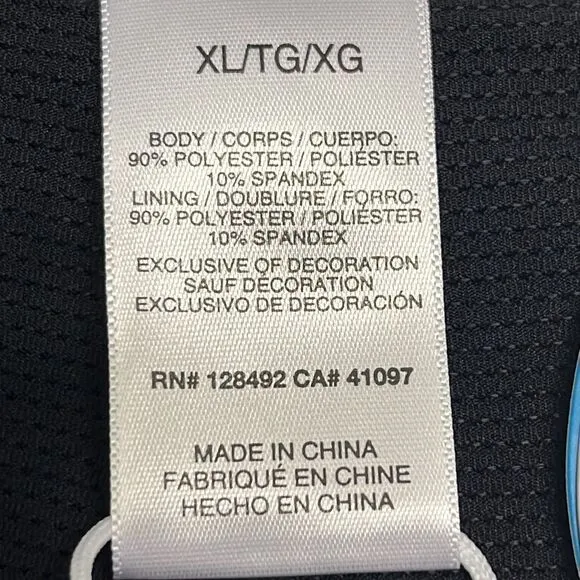 XL/TG/XG
BODY / CORPS / CUERPO:
90% POLYESTER / POLIÉSTER
10% SPANDEX
LINING / DOUBLURE / FORRO:
90% POLYESTER / POLIÉSTER
10% SPANDEX
EXCLUSIVE OF DECORATION
SAUF DÉCORATION
EXCLUSIVO DE DECORACIÓN
RN# 128492 CA# 41097
MADE IN CHINA
FABRIQUÉ EN CHINE
HECHO EN CHINA